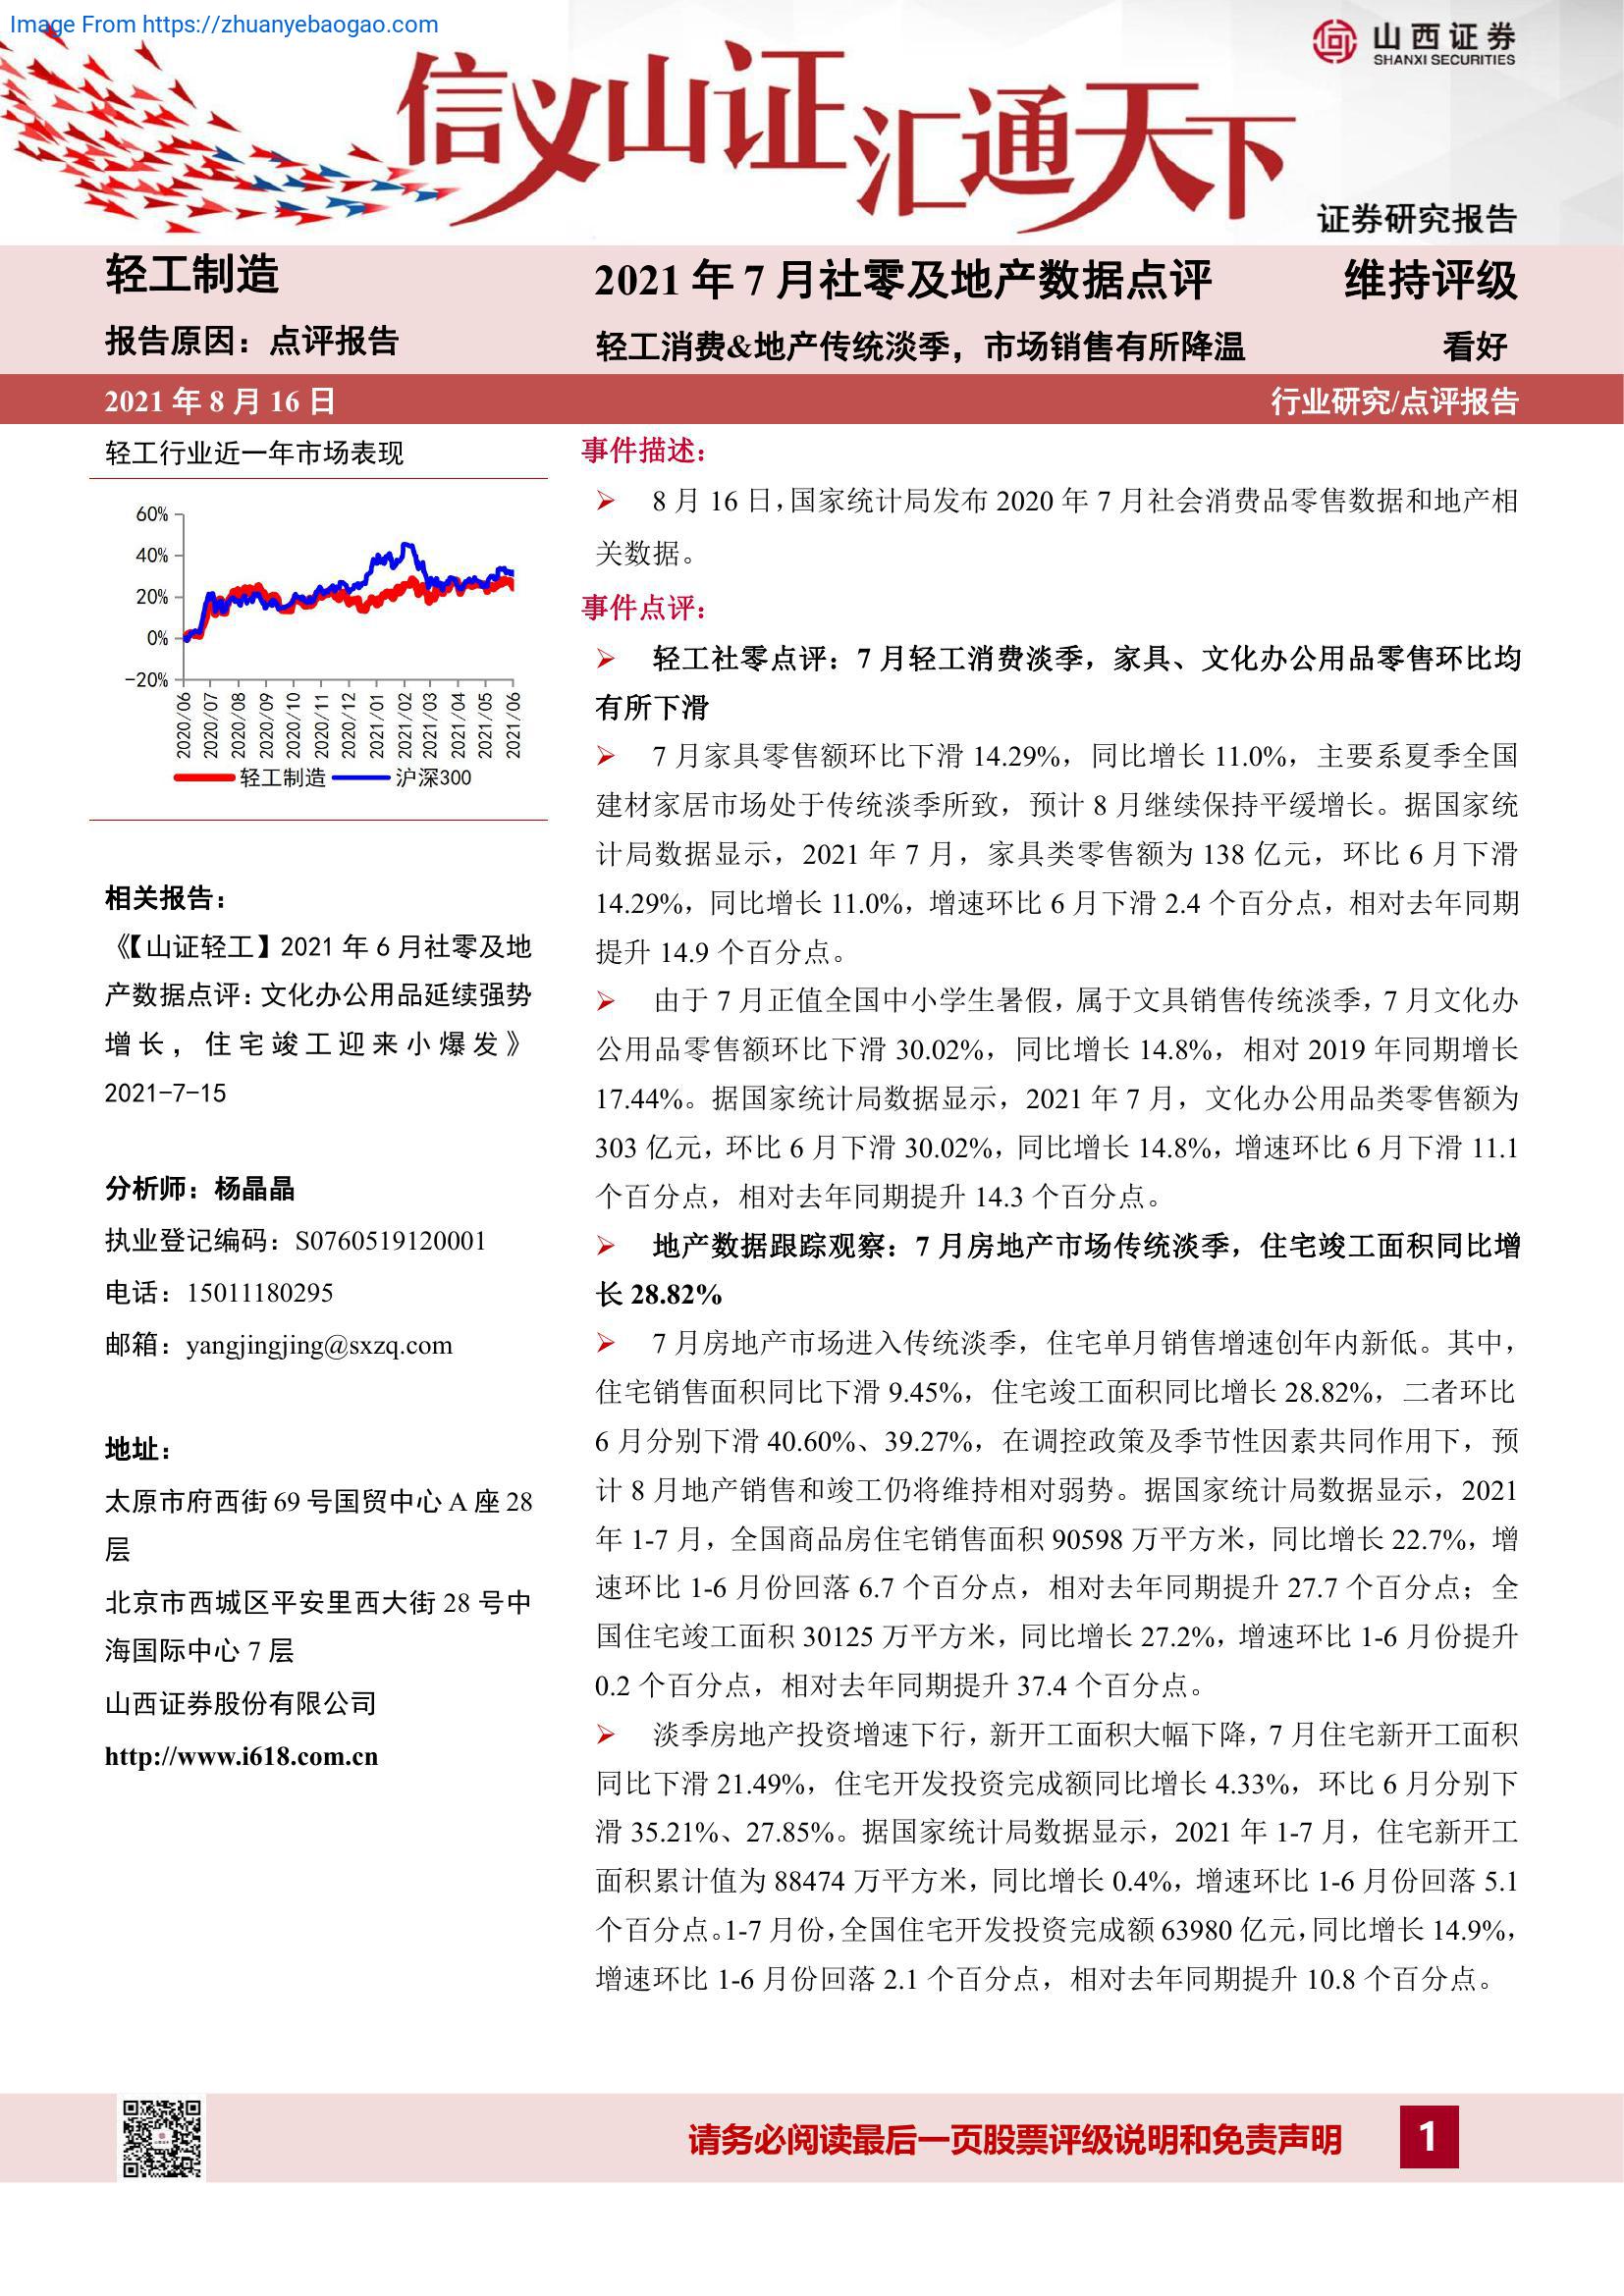 Image From https://zhuanyebaogao.com
山西证券
SHANXI SECURITIES
信义山证汇通天下
证券研究报告
轻工制造
报告原因：点评报告
2021 年 7 月社零及地产数据点评
维持评级
轻工消费&地产传统淡季，市场销售有所降温
看好
2021 年 8 月 16 日
行业研究/点评报告
轻工行业近一年市场表现
60%
40%
20%
0%
-20%
2020/06
2020/07
2020/08
2020/09
2020/10
2020/11
2020/12
2021/01
2021/02
2021/03
2021/04
2021/05
2021/06
轻工制造
沪深300
相关报告：
《【山证轻工】2021 年 6 月社零及地
产数据点评：文化办公用品延续强势
增长，住宅竣工迎来小爆发》
2021-7-15
分析师：杨晶晶
执业登记编码：S0760519120001
电话：15011180295
邮箱：yangjingjing@sxzq.com
地址：
太原市府西街 69 号国贸中心 A 座 28
层
北京市西城区平安里西大街 28 号中
海国际中心 7 层
山西证券股份有限公司
http://www.i618.com.cn
事件描述：
➢ 8 月 16 日，国家统计局发布 2020 年 7 月社会消费品零售数据和地产相
关数据。
事件点评：
➢ 轻工社零点评：7 月轻工消费淡季，家具、文化办公用品零售环比均
有所下滑
➢ 7 月家具零售额环比下滑 14.29%，同比增长 11.0%，主要系夏季全国
建材家居市场处于传统淡季所致，预计 8 月继续保持平缓增长。据国家统
计局数据显示，2021 年 7 月，家具类零售额为 138 亿元，环比 6 月下滑
14.29%，同比增长 11.0%，增速环比 6 月下滑 2.4 个百分点，相对去年同期
提升 14.9 个百分点。
➢ 由于 7 月正值全国中小学生暑假，属于文具销售传统淡季，7 月文化办
公用品零售额环比下滑 30.02%，同比增长 14.8%，相对 2019 年同期增长
17.44%。据国家统计局数据显示，2021 年 7 月，文化办公用品类零售额为
303 亿元，环比 6 月下滑 30.02%，同比增长 14.8%，增速环比 6 月下滑 11.1
个百分点，相对去年同期提升 14.3 个百分点。
➢ 地产数据跟踪观察：7 月房地产市场传统淡季，住宅竣工面积同比增
长 28.82%
➢ 7 月房地产市场进入传统淡季，住宅单月销售增速创年内新低。其中，
住宅销售面积同比下滑 9.45%，住宅竣工面积同比增长 28.82%，二者环比
6 月分别下滑 40.60%、39.27%，在调控政策及季节性因素共同作用下，预
计 8 月地产销售和竣工仍将维持相对弱势。据国家统计局数据显示，2021
年 1-7 月，全国商品房住宅销售面积 90598 万平方米，同比增长 22.7%，增
速环比 1-6 月份回落 6.7 个百分点，相对去年同期提升 27.7 个百分点；全
国住宅竣工面积 30125 万平方米，同比增长 27.2%，增速环比 1-6 月份提升
0.2 个百分点，相对去年同期提升 37.4 个百分点。
➢ 淡季房地产投资增速下行，新开工面积大幅下降，7 月住宅新开工面积
同比下滑 21.49%，住宅开发投资完成额同比增长 4.33%，环比 6 月分别下
滑 35.21%、27.85%。据国家统计局数据显示，2021 年 1-7 月，住宅新开工
面积累计值为 88474 万平方米，同比增长 0.4%，增速环比 1-6 月份回落 5.1
个百分点。1-7 月份，全国住宅开发投资完成额 63980 亿元，同比增长 14.9%，
增速环比 1-6 月份回落 2.1 个百分点，相对去年同期提升 10.8 个百分点。
请务必阅读最后一页股票评级说明和免责声明
1